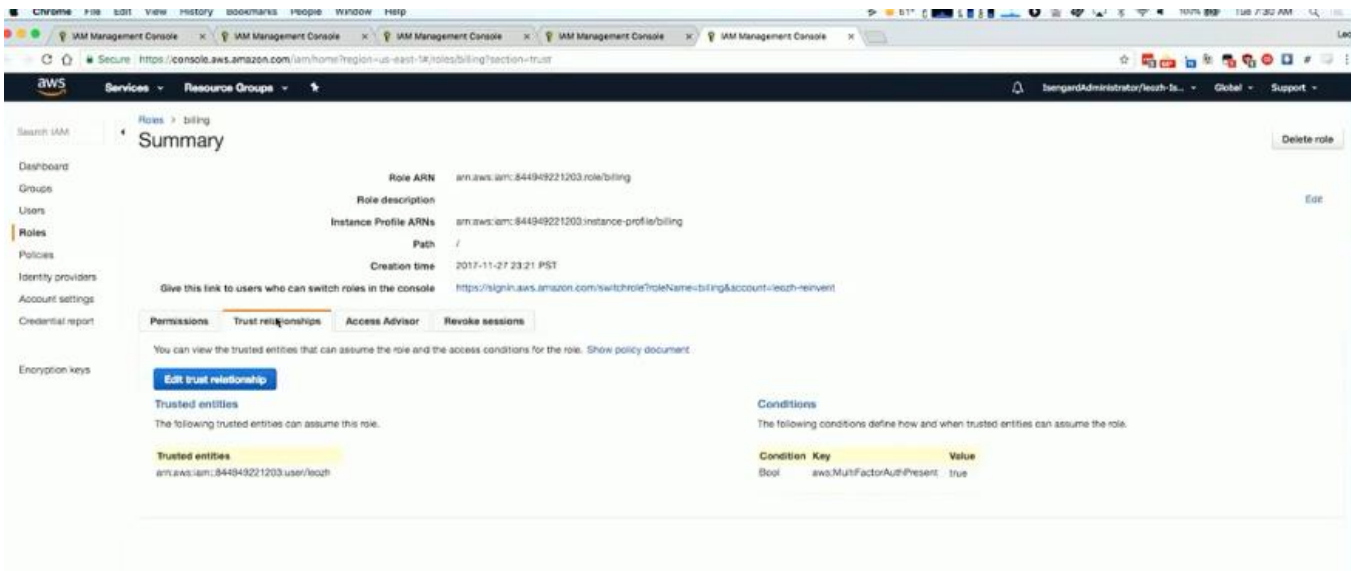 Chrome File Edit View History Bookmarks People Window Help 61° 100% Tue 7:30 AM
IAM Management Console × IAM Management Console × IAM Management Console × IAM Management Console × IAM Management Console × Leo
Secure https://console.aws.amazon.com/iam/home?region=us-east-1#/roles/billing?section=trust
aws Services Resource Groups IsengardAdministrator/leozh-Is... Global Support
Search IAM
Roles > billing
Summary
Delete role
Dashboard
Groups
Users
Roles
Policies
Identity providers
Account settings
Credential report
Encryption keys
Role ARN arn:aws:iam::844949221203:role/billing
Role description Edit
Instance Profile ARNs arn:aws:iam::844949221203:instance-profile/billing
Path /
Creation time 2017-11-27 23:21 PST
Give this link to users who can switch roles in the console https://signin.aws.amazon.com/switchrole?roleName=billing&account=leozh-reinvent
Permissions Trust relationships Access Advisor Revoke sessions
You can view the trusted entities that can assume the role and the access conditions for the role. Show policy document
Edit trust relationship
Trusted entities
The following trusted entities can assume this role.
Trusted entities
arn:aws:iam::844949221203:user/leozh
Conditions
The following conditions define how and when trusted entities can assume the role.
Condition Key Value
Bool aws:MultiFactorAuthPresent true